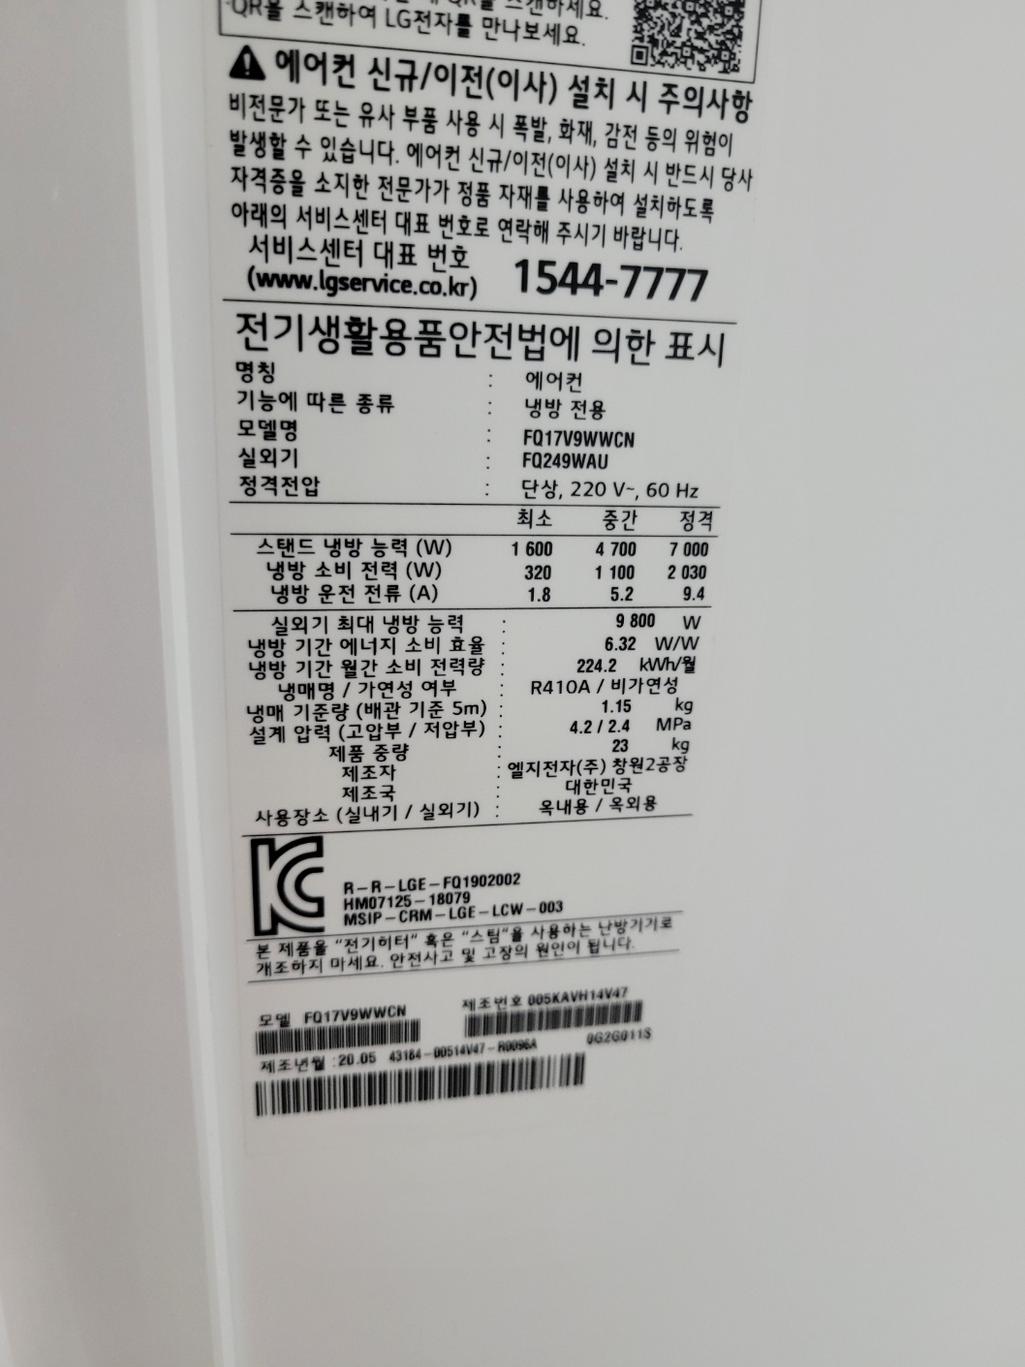 QR을 스캔하여 LG전자를 만나보세요.
에어컨 신규/이전(이사) 설치 시 주의사항
비전문가 또는 유사 부품 사용 시 폭발, 화재, 감전 등의 위험이
발생할 수 있습니다. 에어컨 신규/이전(이사) 설치 시 반드시 당사
자격증을 소지한 전문가가 정품 자재를 사용하여 설치하도록
아래의 서비스센터 대표 번호로 연락해 주시기 바랍니다.
서비스센터 대표 번호
(www.lgservice.co.kr) 1544-7777
전기생활용품안전법에 의한 표시
명칭 : 에어컨
기능에 따른 종류 : 냉방 전용
모델명 : FQ17V9WWCN
실외기 : FQ249WAU
정격전압 : 단상, 220 V~, 60 Hz
최소 중간 정격
스탠드 냉방 능력 (W) 1 600 4 700 7 000
냉방 소비 전력 (W) 320 1 100 2 030
냉방 운전 전류 (A) 1.8 5.2 9.4
실외기 최대 냉방 능력 : 9 800 W
냉방 기간 에너지 소비 효율 : 6.32 W/W
냉방 기간 월간 소비 전력량 : 224.2 kWh/월
냉매명 / 가연성 여부 : R410A / 비가연성
냉매 기준량 (배관 기준 5m) : 1.15 kg
설계 압력 (고압부 / 저압부) : 4.2 / 2.4 MPa
제품 중량 : 23 kg
제조자 : 엘지전자(주) 창원2공장
제조국 : 대한민국
사용장소 (실내기 / 실외기) : 옥내용 / 옥외용
R-R-LGE-FQ1902002
HM07125-18079
MSIP-CRM-LGE-LCW-003
본 제품을 "전기히터" 혹은 "스팀"을 사용하는 난방기기로
개조하지 마세요. 안전사고 및 고장의 원인이 됩니다.
모델 FQ17V9WWCN 제조번호 005KAVH14V47
제조년월 : 20.05 43184-00514V47-R0096A 0G2G011S